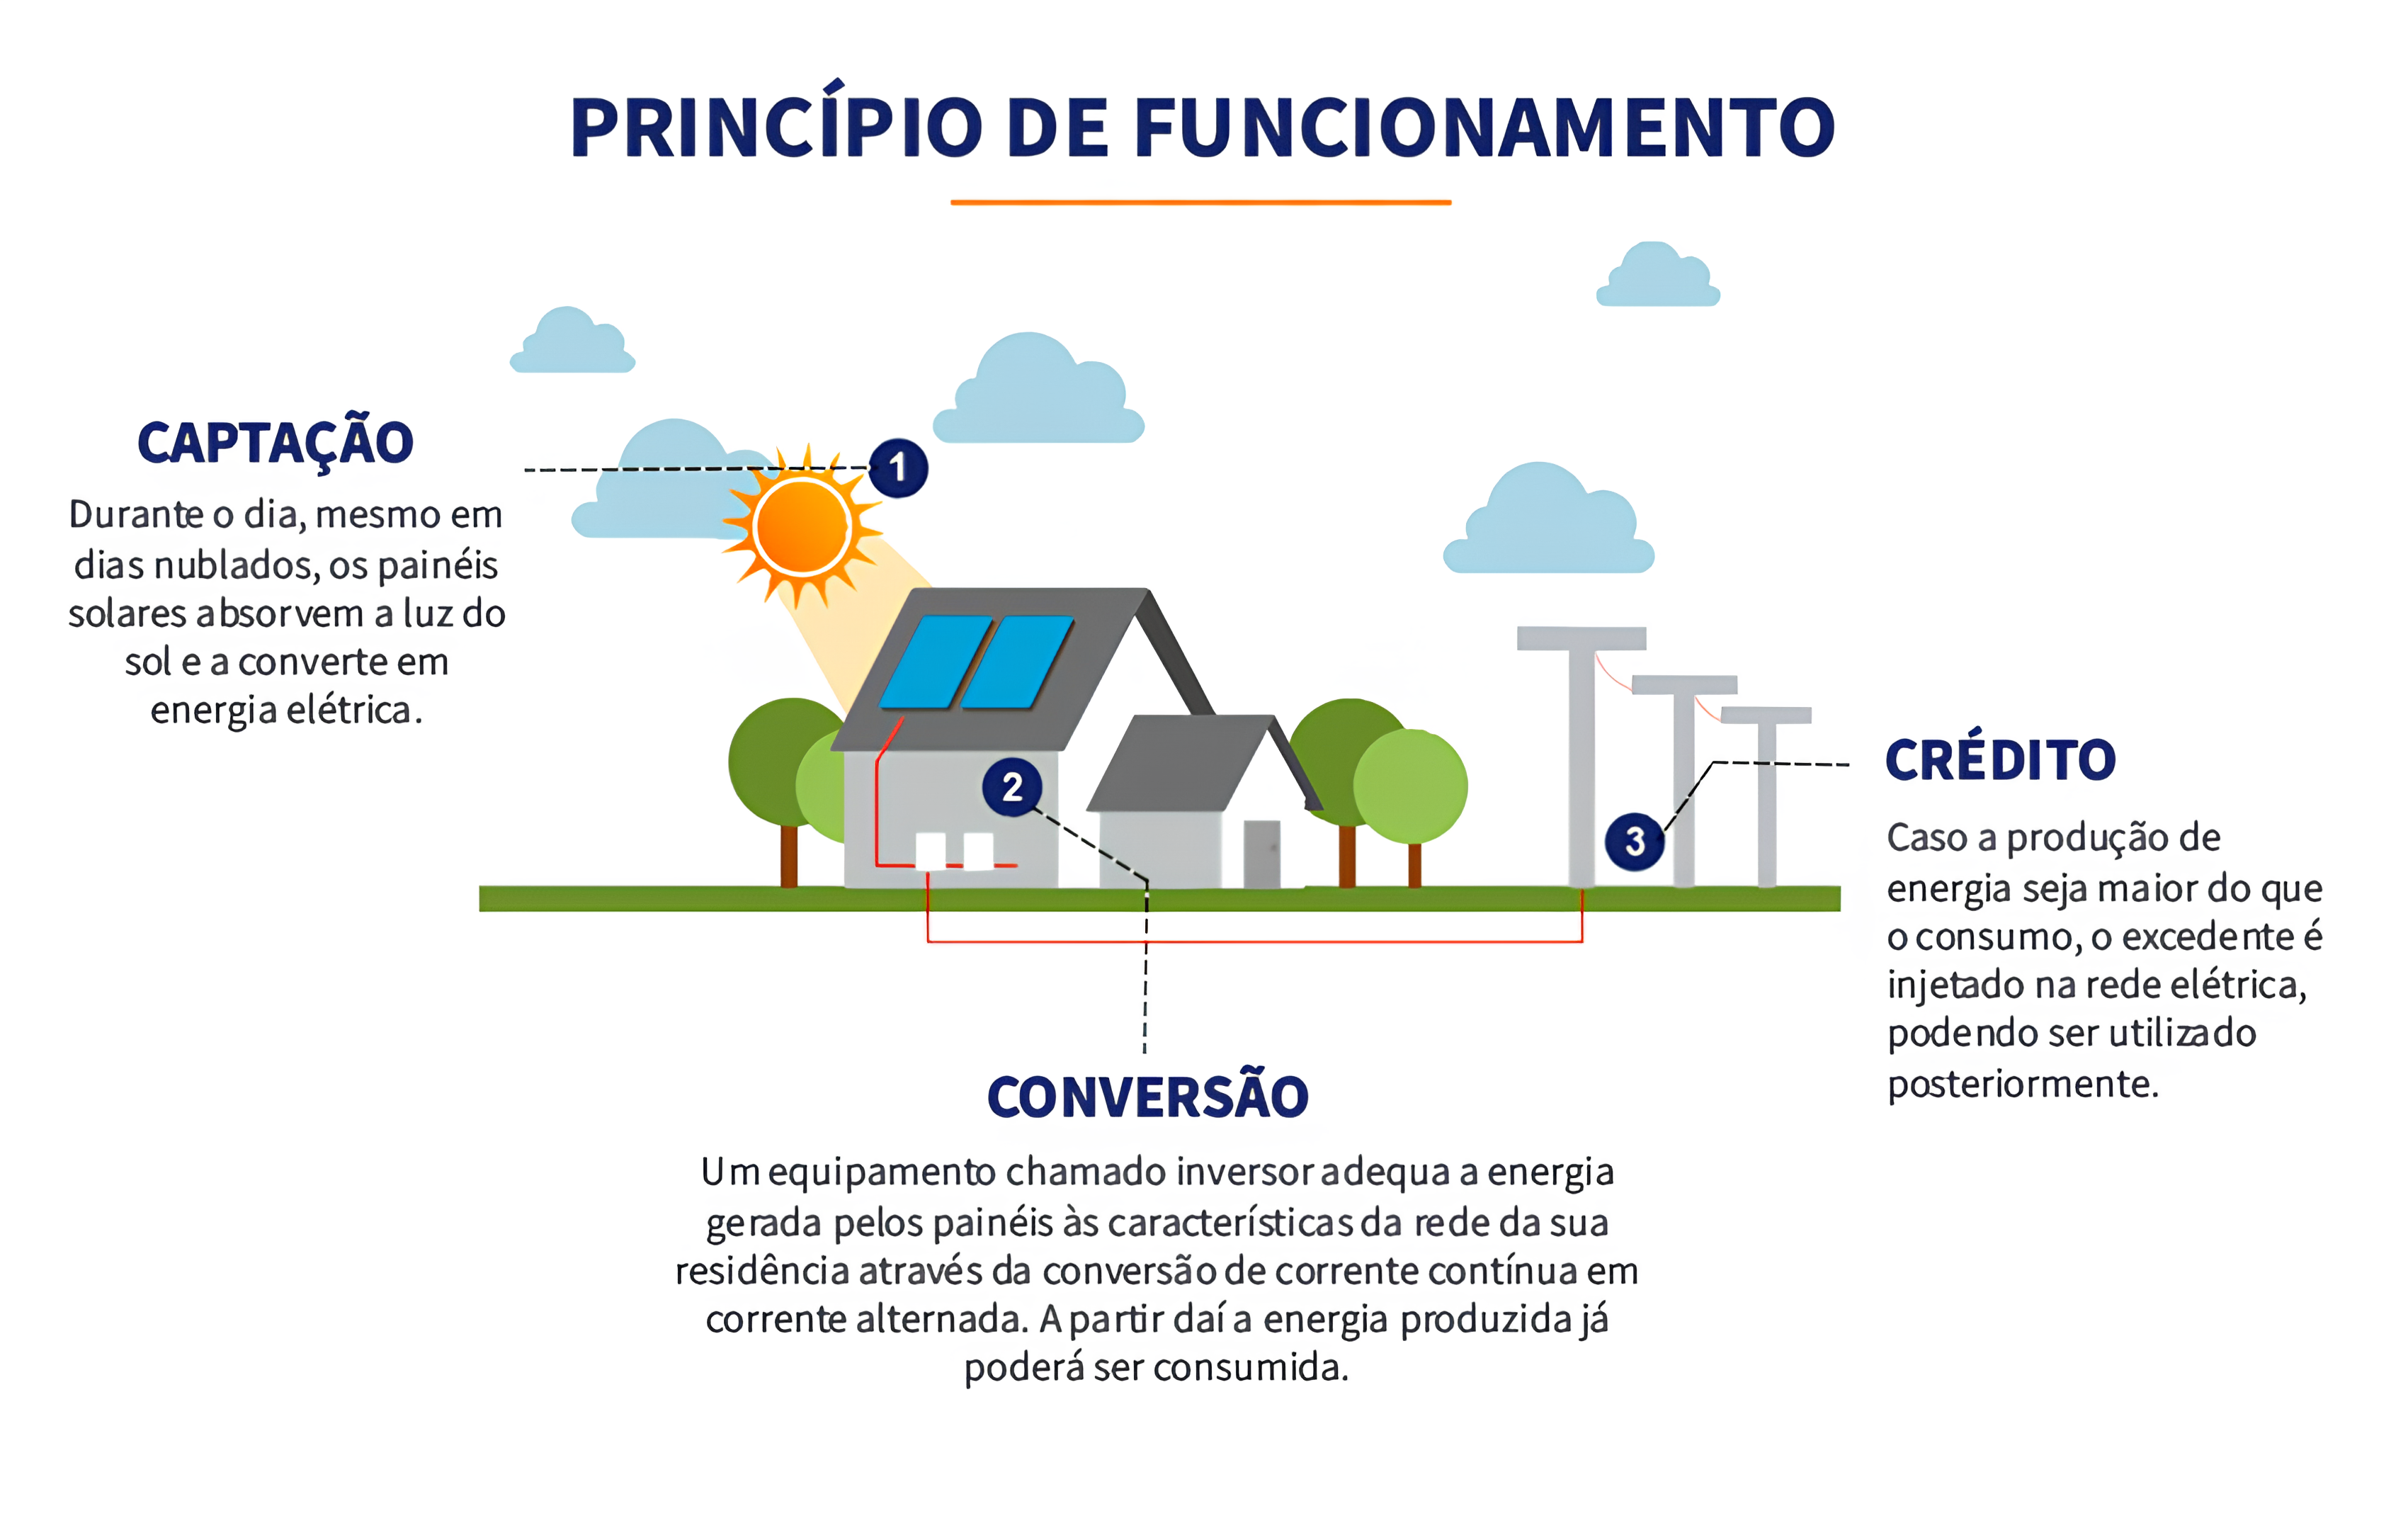 PRINCÍPIO DE FUNCIONAMENTO
CAPTAÇÃO
Durante o dia, mesmo em
dias nublados, os painéis
solares absorvem a luz do
sol e a converte em
energia elétrica.
1
2
3
CRÉDITO
Caso a produção de
energia seja maior do que
o consumo, o excedente é
injetado na rede elétrica,
podendo ser utilizado
posteriormente.
CONVERSÃO
Um equipamento chamado inversor adequa a energia
gerada pelos painéis às características da rede da sua
residência através da conversão de corrente contínua em
corrente alternada. A partir daí a energia produzida já
poderá ser consumida.